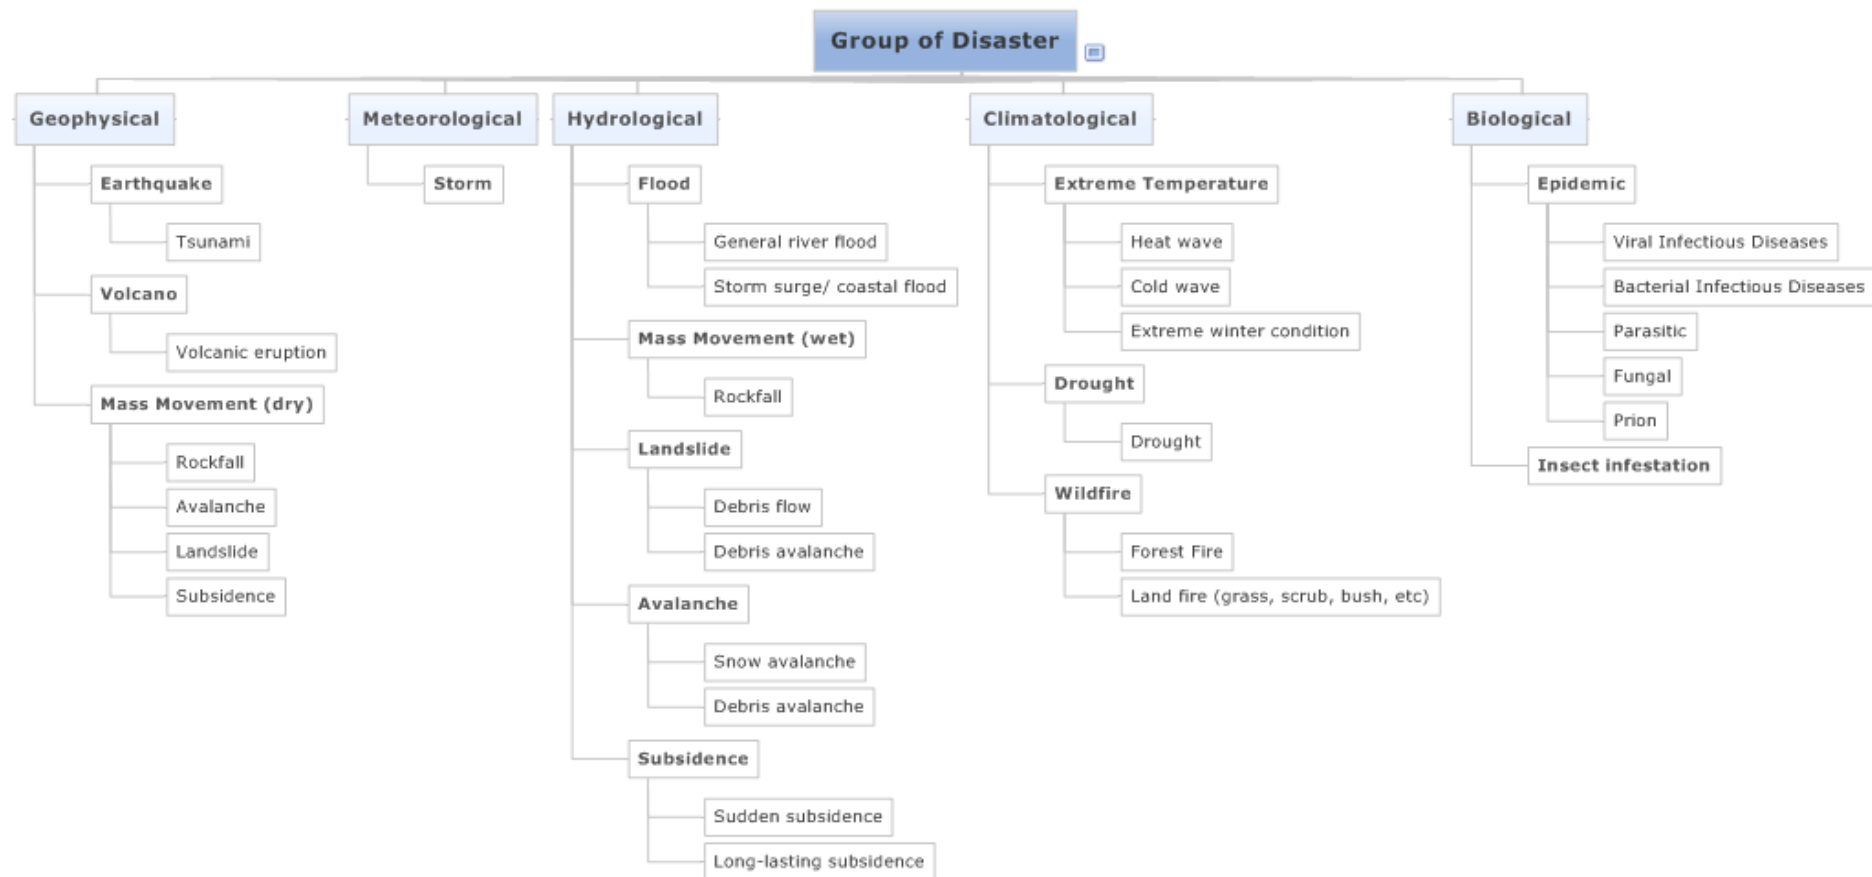 Group of Disaster
Geophysical
Earthquake
Tsunami
Volcano
Volcanic eruption
Mass Movement (dry)
Rockfall
Avalanche
Landslide
Subsidence
Meteorological
Storm
Hydrological
Flood
General river flood
Storm surge/ coastal flood
Mass Movement (wet)
Rockfall
Landslide
Debris flow
Debris avalanche
Avalanche
Snow avalanche
Debris avalanche
Subsidence
Sudden subsidence
Long-lasting subsidence
Climatological
Extreme Temperature
Heat wave
Cold wave
Extreme winter condition
Drought
Drought
Wildfire
Forest Fire
Land fire (grass, scrub, bush, etc)
Biological
Epidemic
Viral Infectious Diseases
Bacterial Infectious Diseases
Parasitic
Fungal
Prion
Insect infestation